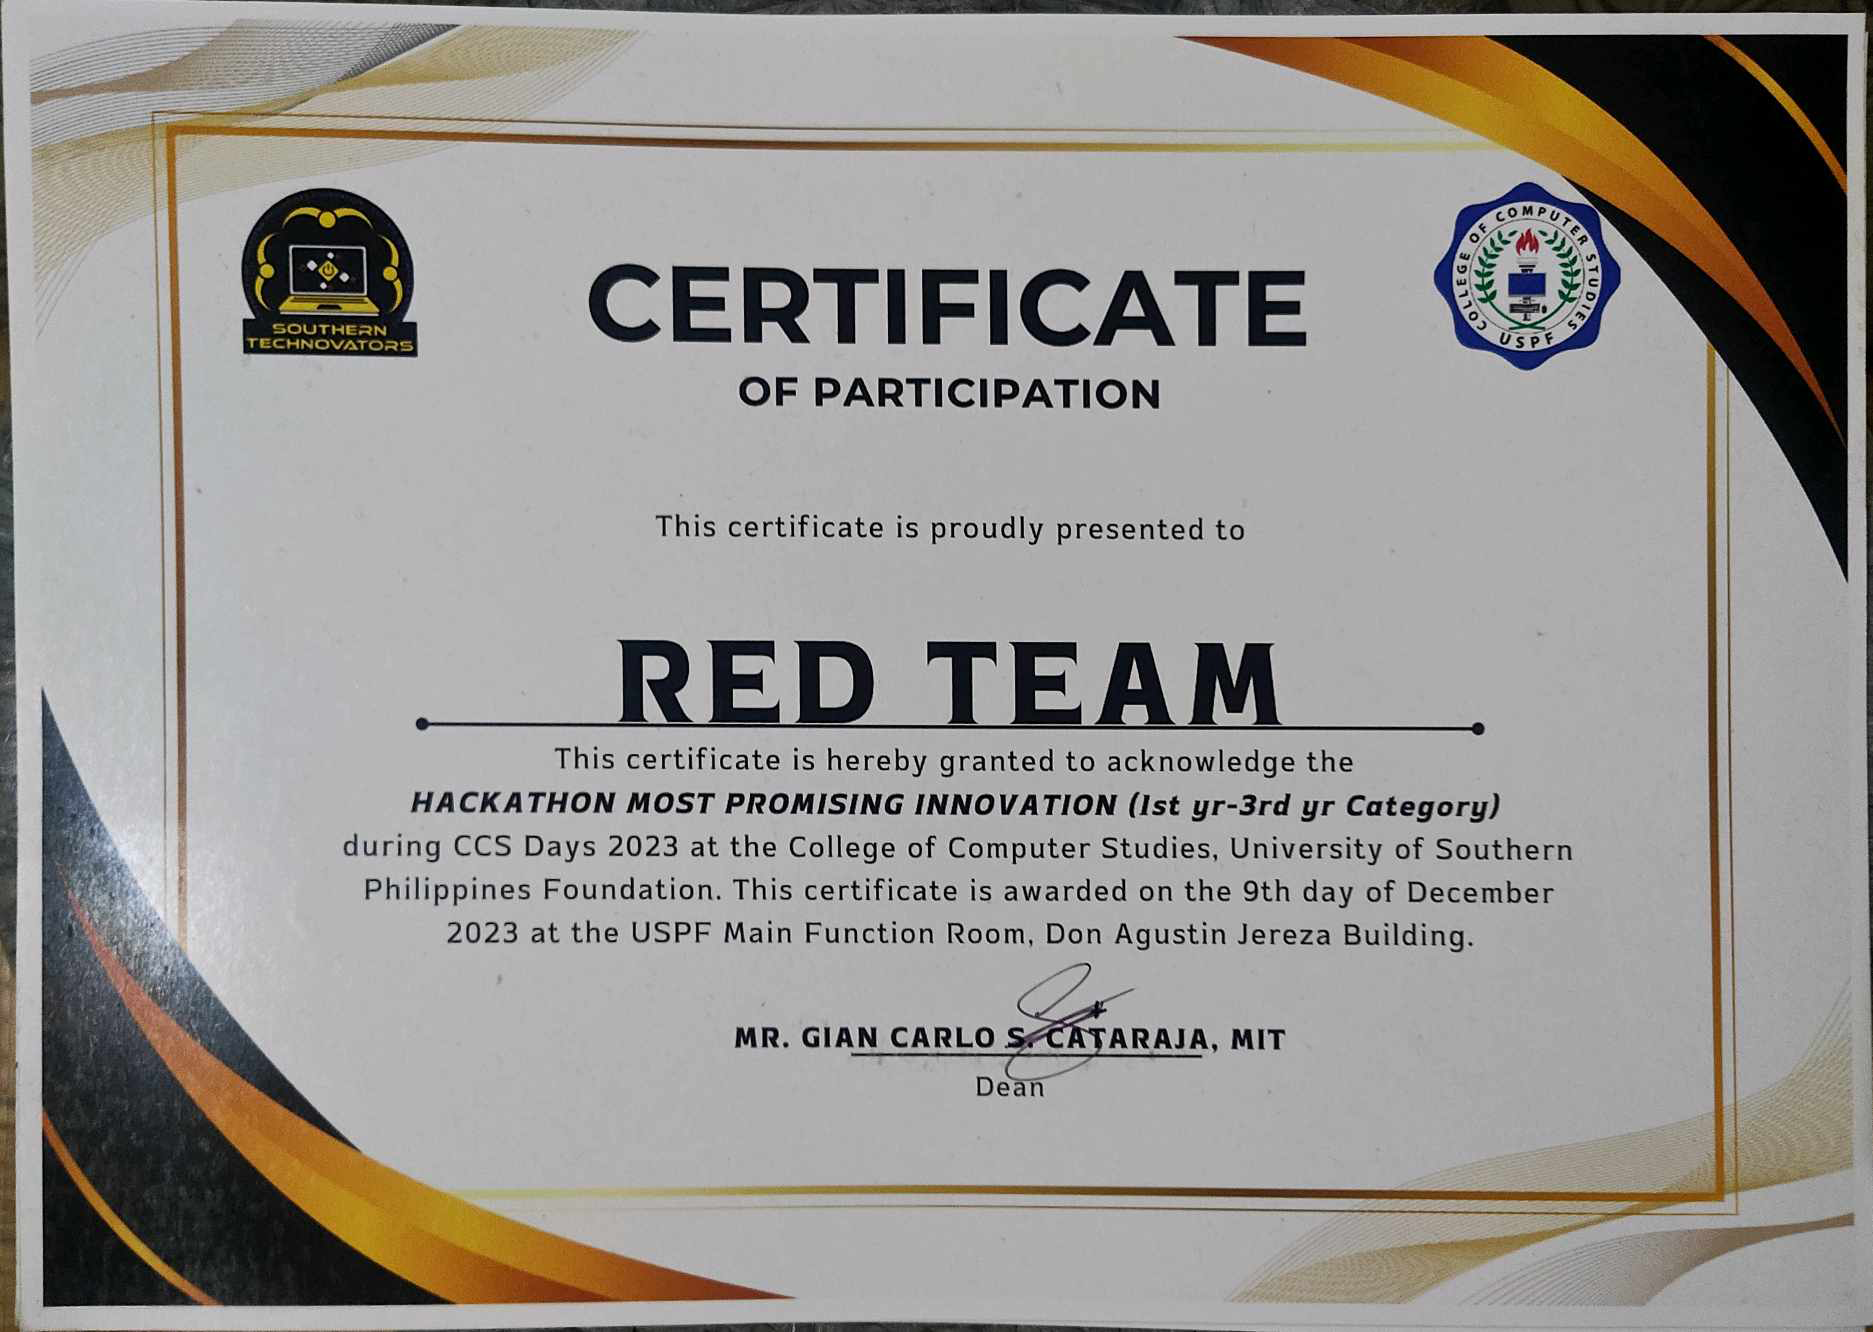 SOUTHERN
TECHNOVATORS
COLLEGE OF COMPUTER STUDIES
USPF
CERTIFICATE
OF PARTICIPATION
This certificate is proudly presented to
RED TEAM
This certificate is hereby granted to acknowledge the
HACKATHON MOST PROMISING INNOVATION (1st yr-3rd yr Category)
during CCS Days 2023 at the College of Computer Studies, University of Southern
Philippines Foundation. This certificate is awarded on the 9th day of December
2023 at the USPF Main Function Room, Don Agustin Jereza Building.
MR. GIAN CARLO S. CATARAJA, MIT
Dean